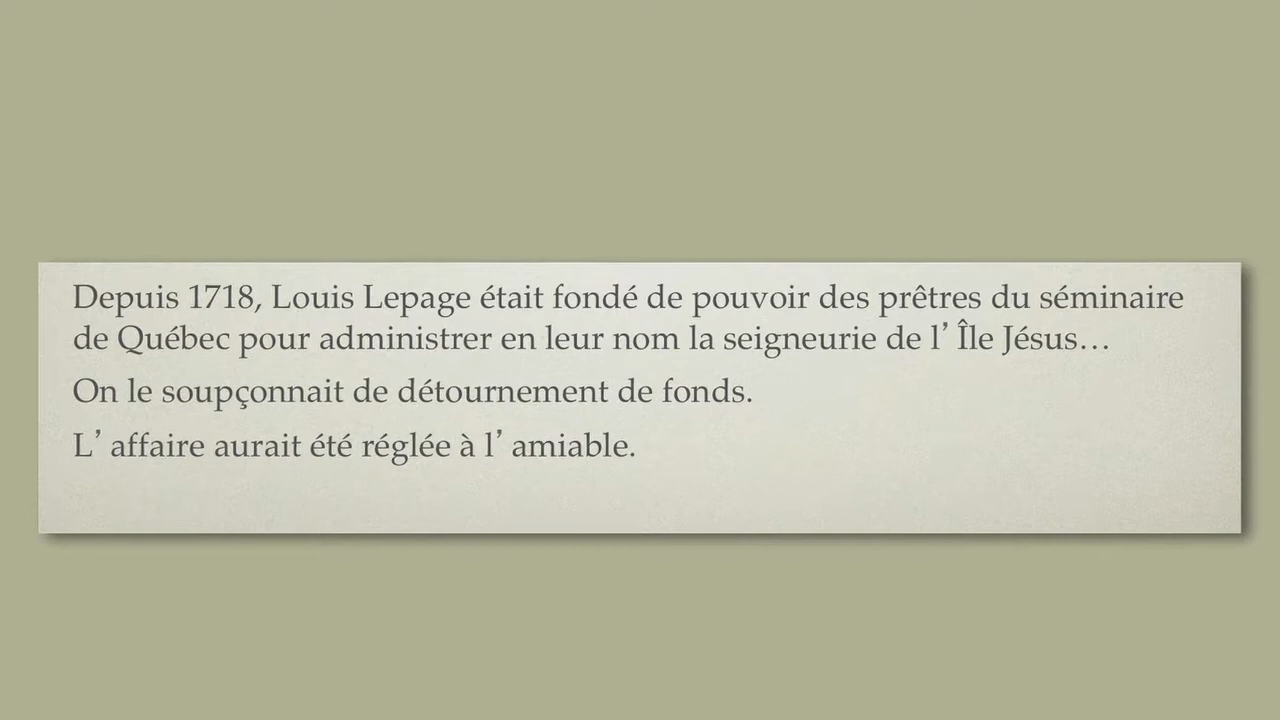 Depuis 1718, Louis Lepage était fondé de pouvoir des prêtres du séminaire
de Québec pour administrer en leur nom la seigneurie de l’ Île Jésus…
On le soupçonnait de détournement de fonds.
L’ affaire aurait été réglée à l’ amiable.